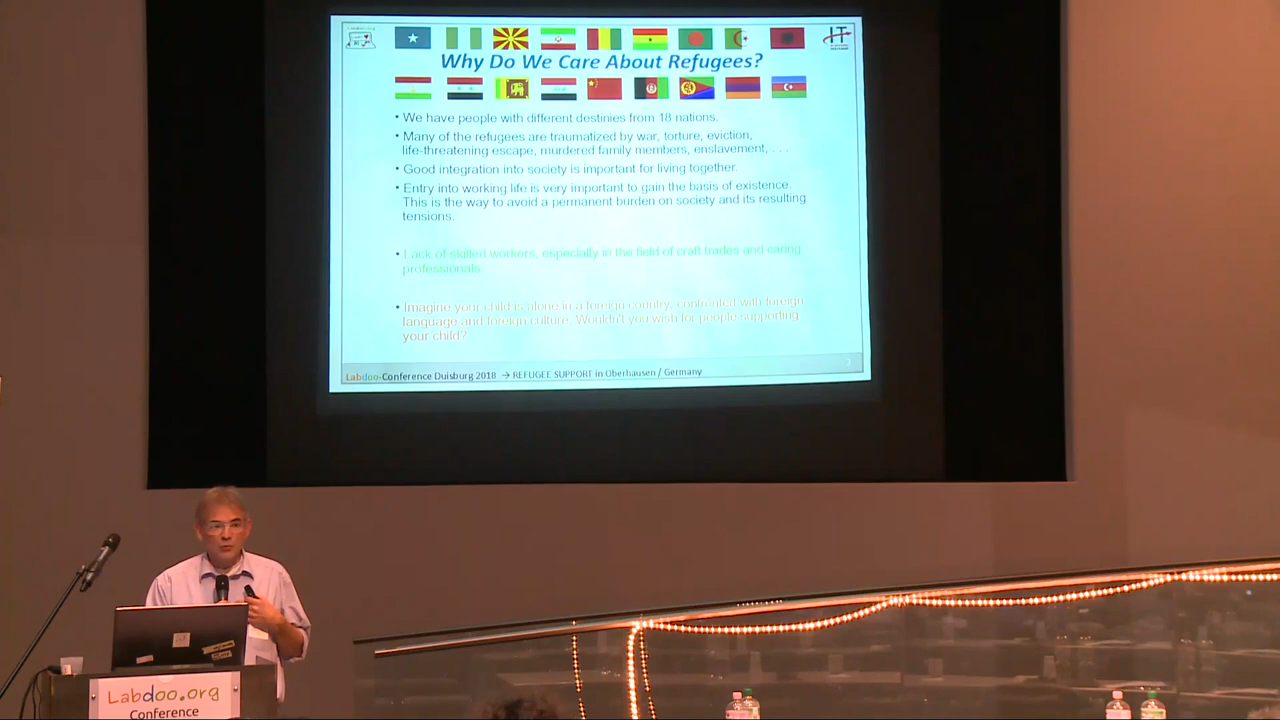 Why Do We Care About Refugees?
• We have people with different destinies from 18 nations.
• Many of the refugees are traumatized by war, torture, eviction,
life-threatening escape, murdered family members, enslavement, . . .
• Good integration into society is important for living together.
• Entry into working life is very important to gain the basis of existence.
This is the way to avoid a permanent burden on society and its resulting
tensions.
• Lack of skilled workers, especially in the field of craft trades and caring
professionals.
• Imagine your child is alone in a foreign country, confronted with foreign
language and foreign culture. Wouldn't you wish for people supporting
your child?
3
Labdoo-Conference Duisburg 2018 → REFUGEE SUPPORT in Oberhausen / Germany
IT
Labdoo.org
Conference